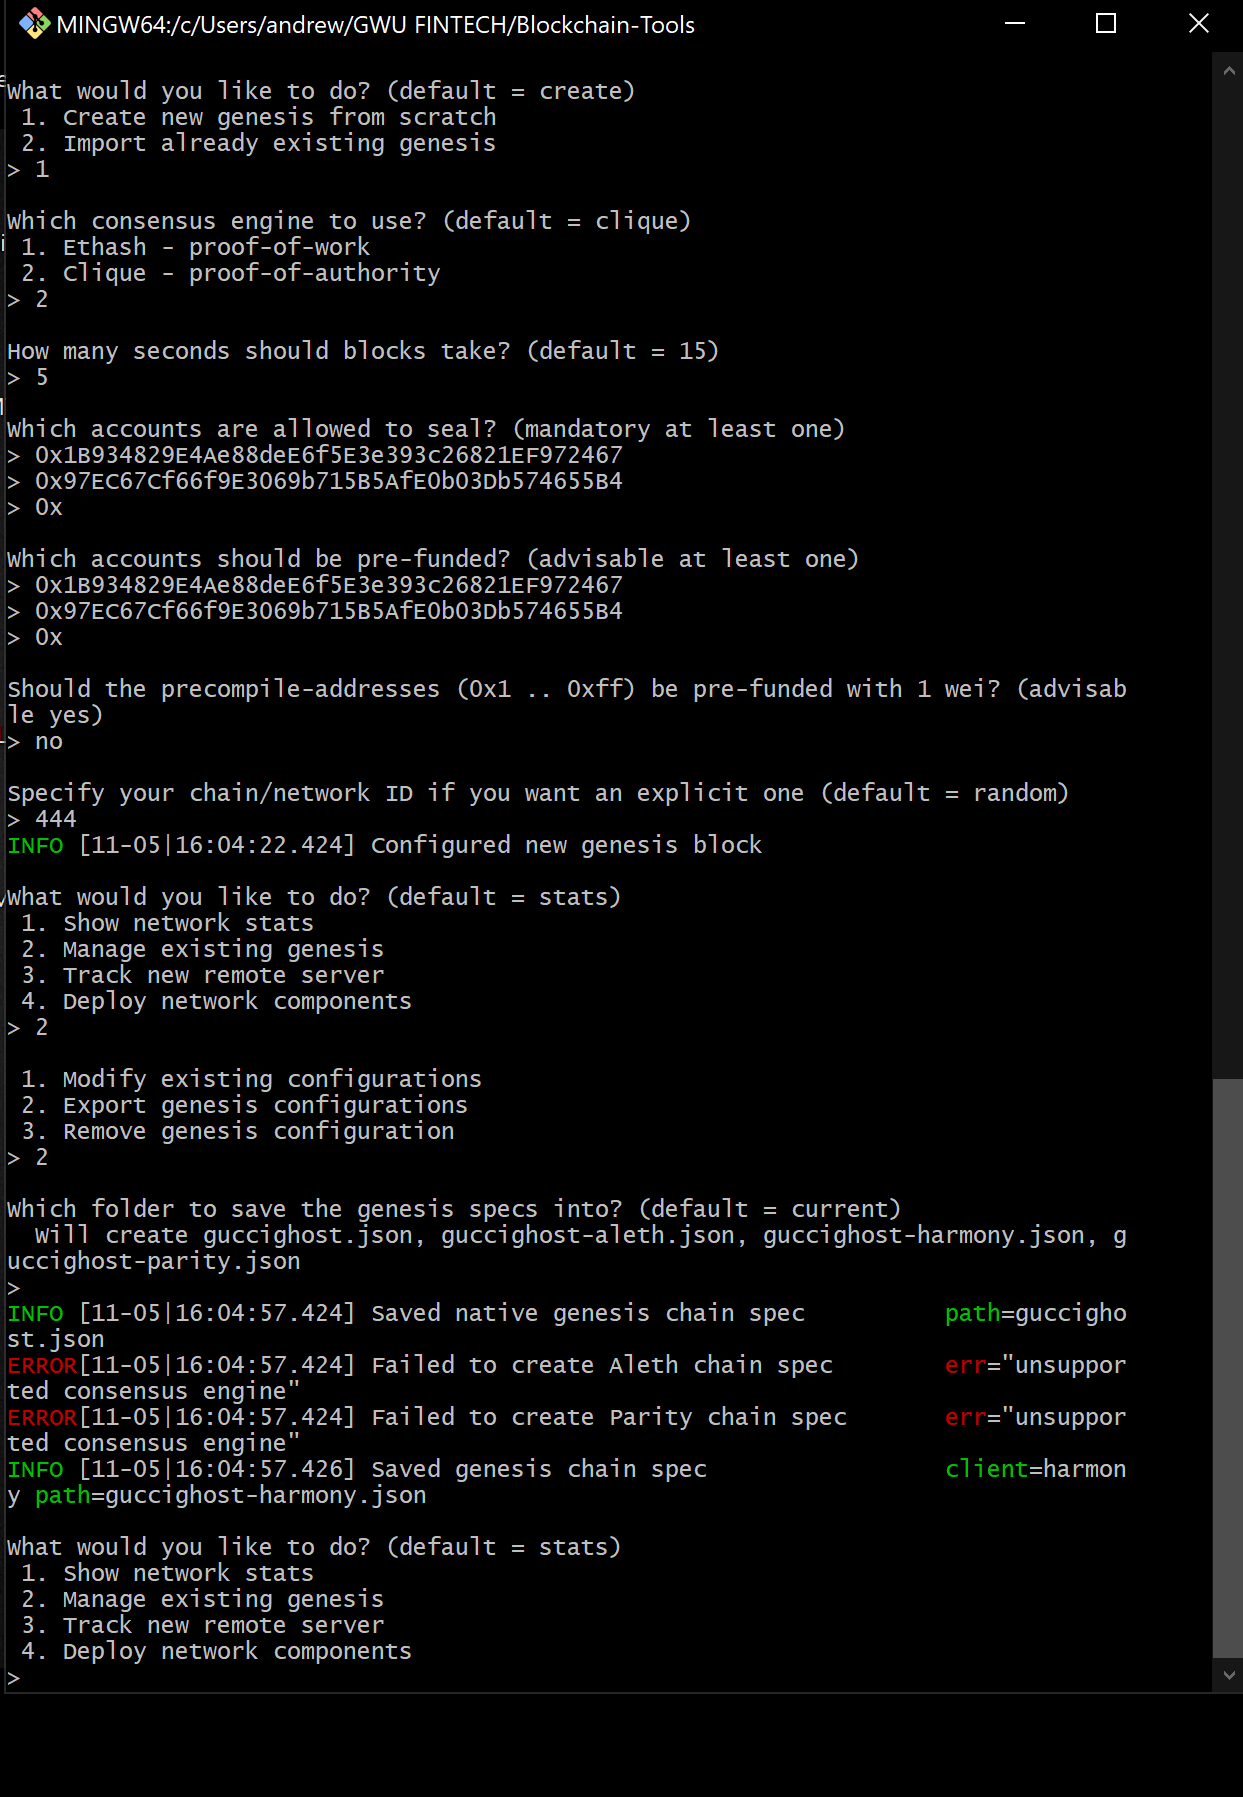 MINGW64:/c/Users/andrew/GWU FINTECH/Blockchain-Tools
What would you like to do? (default = create)
 1. Create new genesis from scratch
 2. Import already existing genesis
> 1
Which consensus engine to use? (default = clique)
 1. Ethash - proof-of-work
 2. Clique - proof-of-authority
> 2
How many seconds should blocks take? (default = 15)
> 5
Which accounts are allowed to seal? (mandatory at least one)
> 0x1B934829E4Ae88deE6f5E3e393c26821EF972467
> 0x97EC67Cf66f9E3069b715B5AfE0b03Db574655B4
> 0x
Which accounts should be pre-funded? (advisable at least one)
> 0x1B934829E4Ae88deE6f5E3e393c26821EF972467
> 0x97EC67Cf66f9E3069b715B5AfE0b03Db574655B4
> 0x
Should the precompile-addresses (0x1 .. 0xff) be pre-funded with 1 wei? (advisab
le yes)
> no
Specify your chain/network ID if you want an explicit one (default = random)
> 444
INFO [11-05|16:04:22.424] Configured new genesis block
What would you like to do? (default = stats)
 1. Show network stats
 2. Manage existing genesis
 3. Track new remote server
 4. Deploy network components
> 2
 1. Modify existing configurations
 2. Export genesis configurations
 3. Remove genesis configuration
> 2
Which folder to save the genesis specs into? (default = current)
  Will create guccighost.json, guccighost-aleth.json, guccighost-harmony.json, g
uccighost-parity.json
>
INFO [11-05|16:04:57.424] Saved native genesis chain spec          path=guccigho
st.json
ERROR[11-05|16:04:57.424] Failed to create Aleth chain spec        err="unsuppor
ted consensus engine"
ERROR[11-05|16:04:57.424] Failed to create Parity chain spec       err="unsuppor
ted consensus engine"
INFO [11-05|16:04:57.426] Saved genesis chain spec                 client=harmon
y path=guccighost-harmony.json
What would you like to do? (default = stats)
 1. Show network stats
 2. Manage existing genesis
 3. Track new remote server
 4. Deploy network components
>